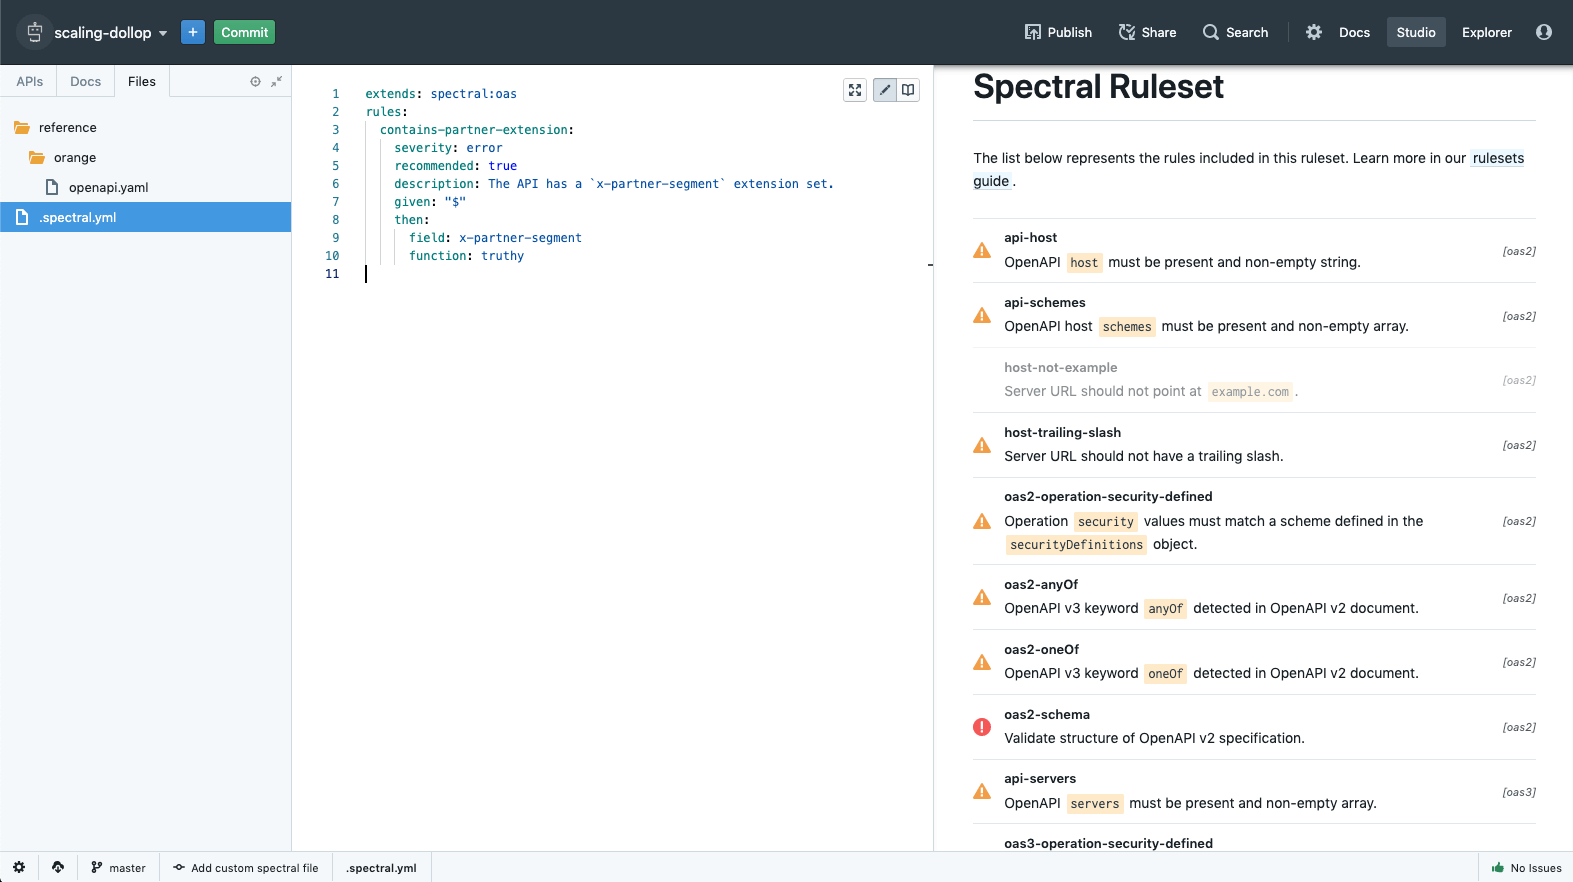 scaling-dollop
+
Commit
Publish
Share
Search
Docs
Studio
Explorer
APIs
Docs
Files
reference
orange
openapi.yaml
.spectral.yml
1 extends: spectral:oas
2 rules:
3 contains-partner-extension:
4 severity: error
5 recommended: true
6 description: The API has a `x-partner-segment` extension set.
7 given: "$"
8 then:
9 field: x-partner-segment
10 function: truthy
11
Spectral Ruleset
The list below represents the rules included in this ruleset. Learn more in our rulesets
guide.
api-host
OpenAPI host must be present and non-empty string.
[oas2]
api-schemes
OpenAPI host schemes must be present and non-empty array.
[oas2]
host-not-example
Server URL should not point at example.com.
[oas2]
host-trailing-slash
Server URL should not have a trailing slash.
[oas2]
oas2-operation-security-defined
Operation security values must match a scheme defined in the
securityDefinitions object.
[oas2]
oas2-anyOf
OpenAPI v3 keyword anyOf detected in OpenAPI v2 document.
[oas2]
oas2-oneOf
OpenAPI v3 keyword oneOf detected in OpenAPI v2 document.
[oas2]
oas2-schema
Validate structure of OpenAPI v2 specification.
[oas2]
api-servers
OpenAPI servers must be present and non-empty array.
[oas3]
oas3-operation-security-defined
master
Add custom spectral file
.spectral.yml
No Issues